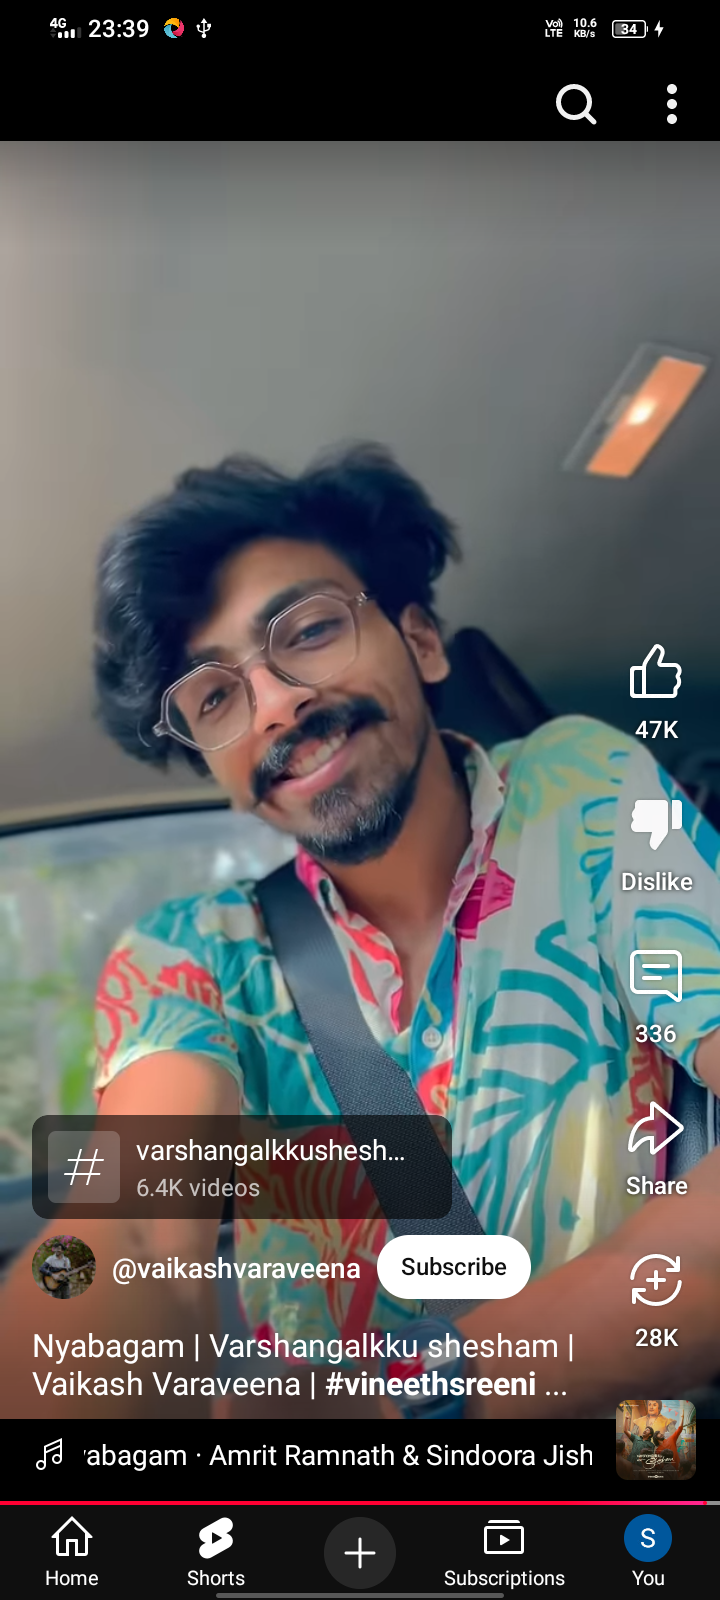 4G
23:39
Vo)
LTE
10.6
KB/s
34
47K
Dislike
336
Share
28K
varshangalkkushesh...
6.4K videos
@vaikashvaraveena
Subscribe
Nyabagam | Varshangalkku shesham |
Vaikash Varaveena | #vineethsreeni ...
abagam · Amrit Ramnath & Sindoora Jish
Home
Shorts
Subscriptions
S
You